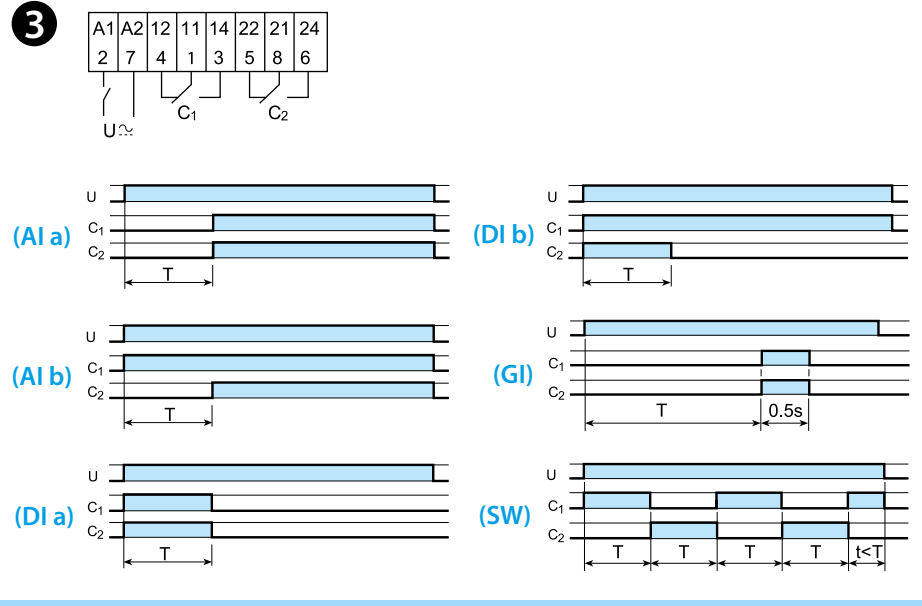 3
A1 A2 12 11 14 22 21 24
2 7 4 1 3 5 8 6
C1 C2
U≂
(AI a)
U
C1
C2
T
(DI b)
U
C1
C2
T
(AI b)
U
C1
C2
T
(GI)
U
C1
C2
T 0.5s
(DI a)
U
C1
C2
T
(SW)
U
C1
C2
T T T T t<T